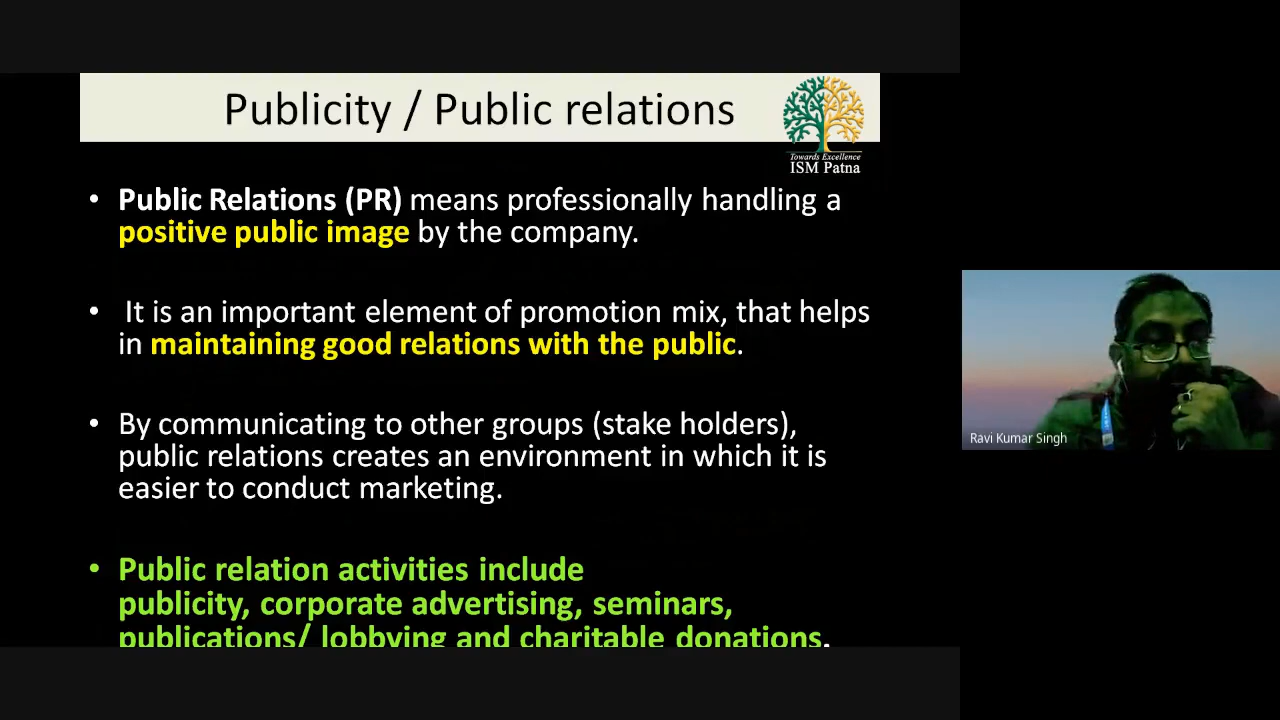 Publicity / Public relations
Towards Excellence
ISM Patna
• Public Relations (PR) means professionally handling a
positive public image by the company.
• It is an important element of promotion mix, that helps
in maintaining good relations with the public.
• By communicating to other groups (stake holders),
public relations creates an environment in which it is
easier to conduct marketing.
• Public relation activities include
publicity, corporate advertising, seminars,
publications/ lobbying and charitable donations.
Ravi Kumar Singh